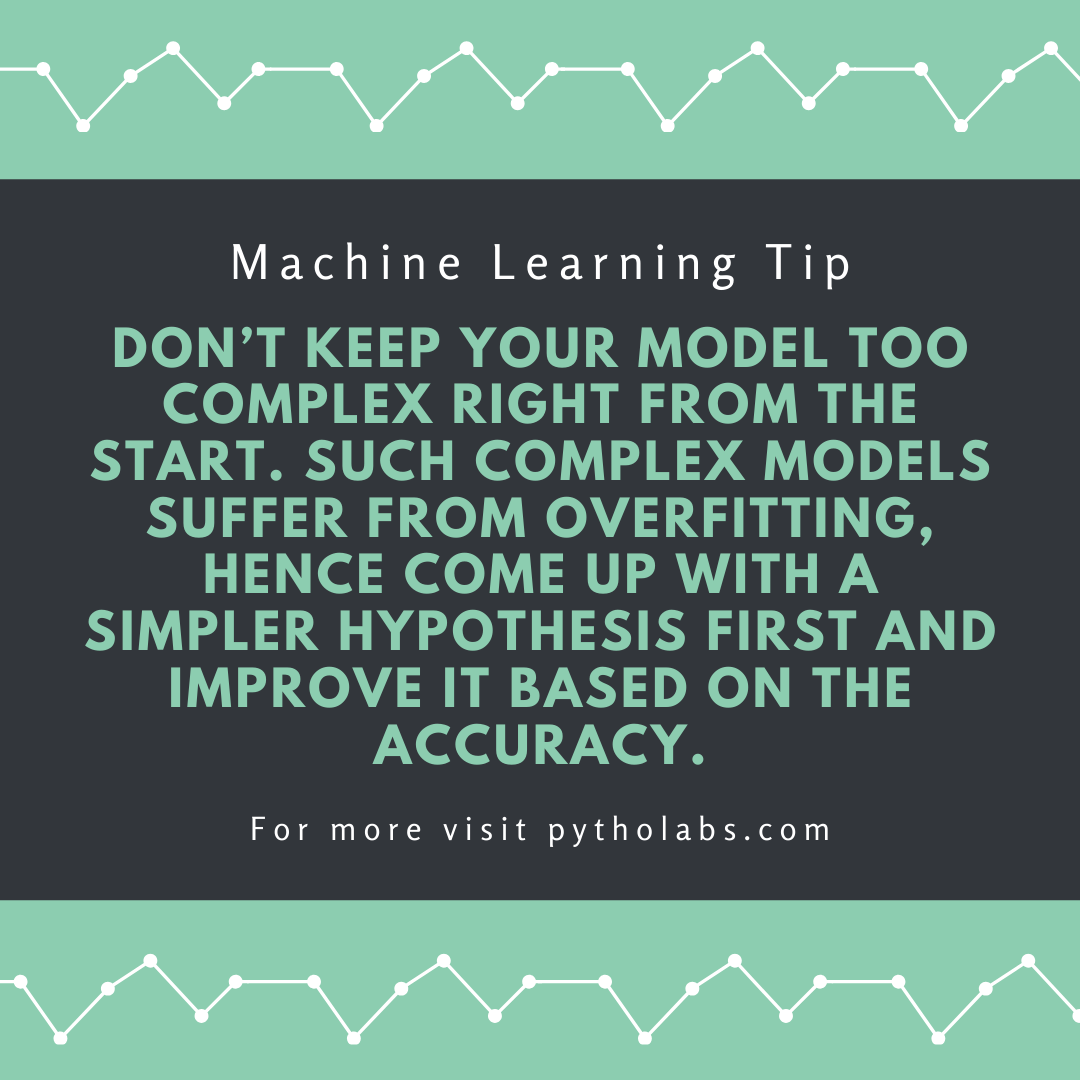 Machine Learning Tip
DON’T KEEP YOUR MODEL TOO
COMPLEX RIGHT FROM THE
START. SUCH COMPLEX MODELS
SUFFER FROM OVERFITTING,
HENCE COME UP WITH A
SIMPLER HYPOTHESIS FIRST AND
IMPROVE IT BASED ON THE
ACCURACY.
For more visit pytholabs.com